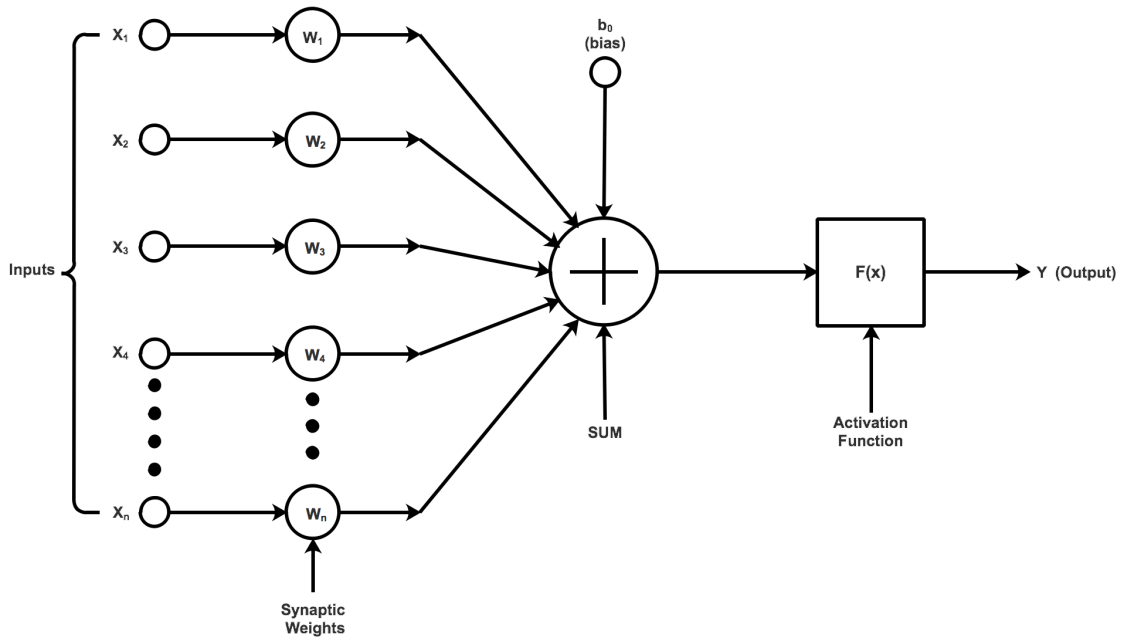 X₁
W₁
b₀
(bias)
X₂
W₂
X₃
W₃
Inputs
F(x)
Y (Output)
X₄
W₄
SUM
Activation
Function
Xₙ
Wₙ
Synaptic
Weights